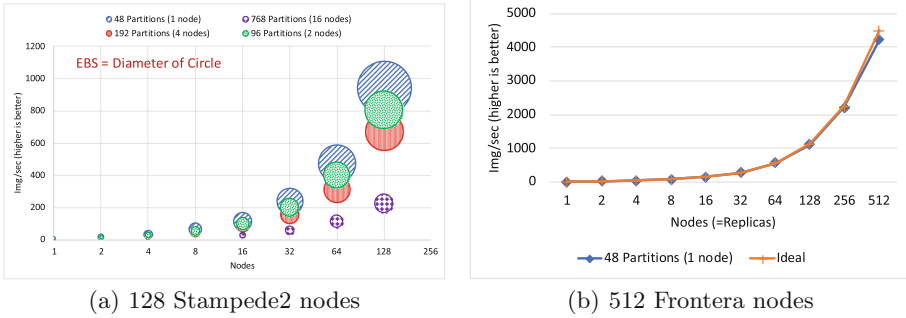 48 Partitions (1 node) 768 Partitions (16 nodes)
192 Partitions (4 nodes) 96 Partitions (2 nodes)
EBS = Diameter of Circle
Img/sec (higher is better)
1200
1000
800
600
400
200
0
1 2 4 8 16 32 64 128 256
Nodes
(a) 128 Stampede2 nodes
Img/sec (higher is better)
5000
4000
3000
2000
1000
0
1 2 4 8 16 32 64 128 256 512
Nodes (=Replicas)
48 Partitions (1 node) Ideal
(b) 512 Frontera nodes